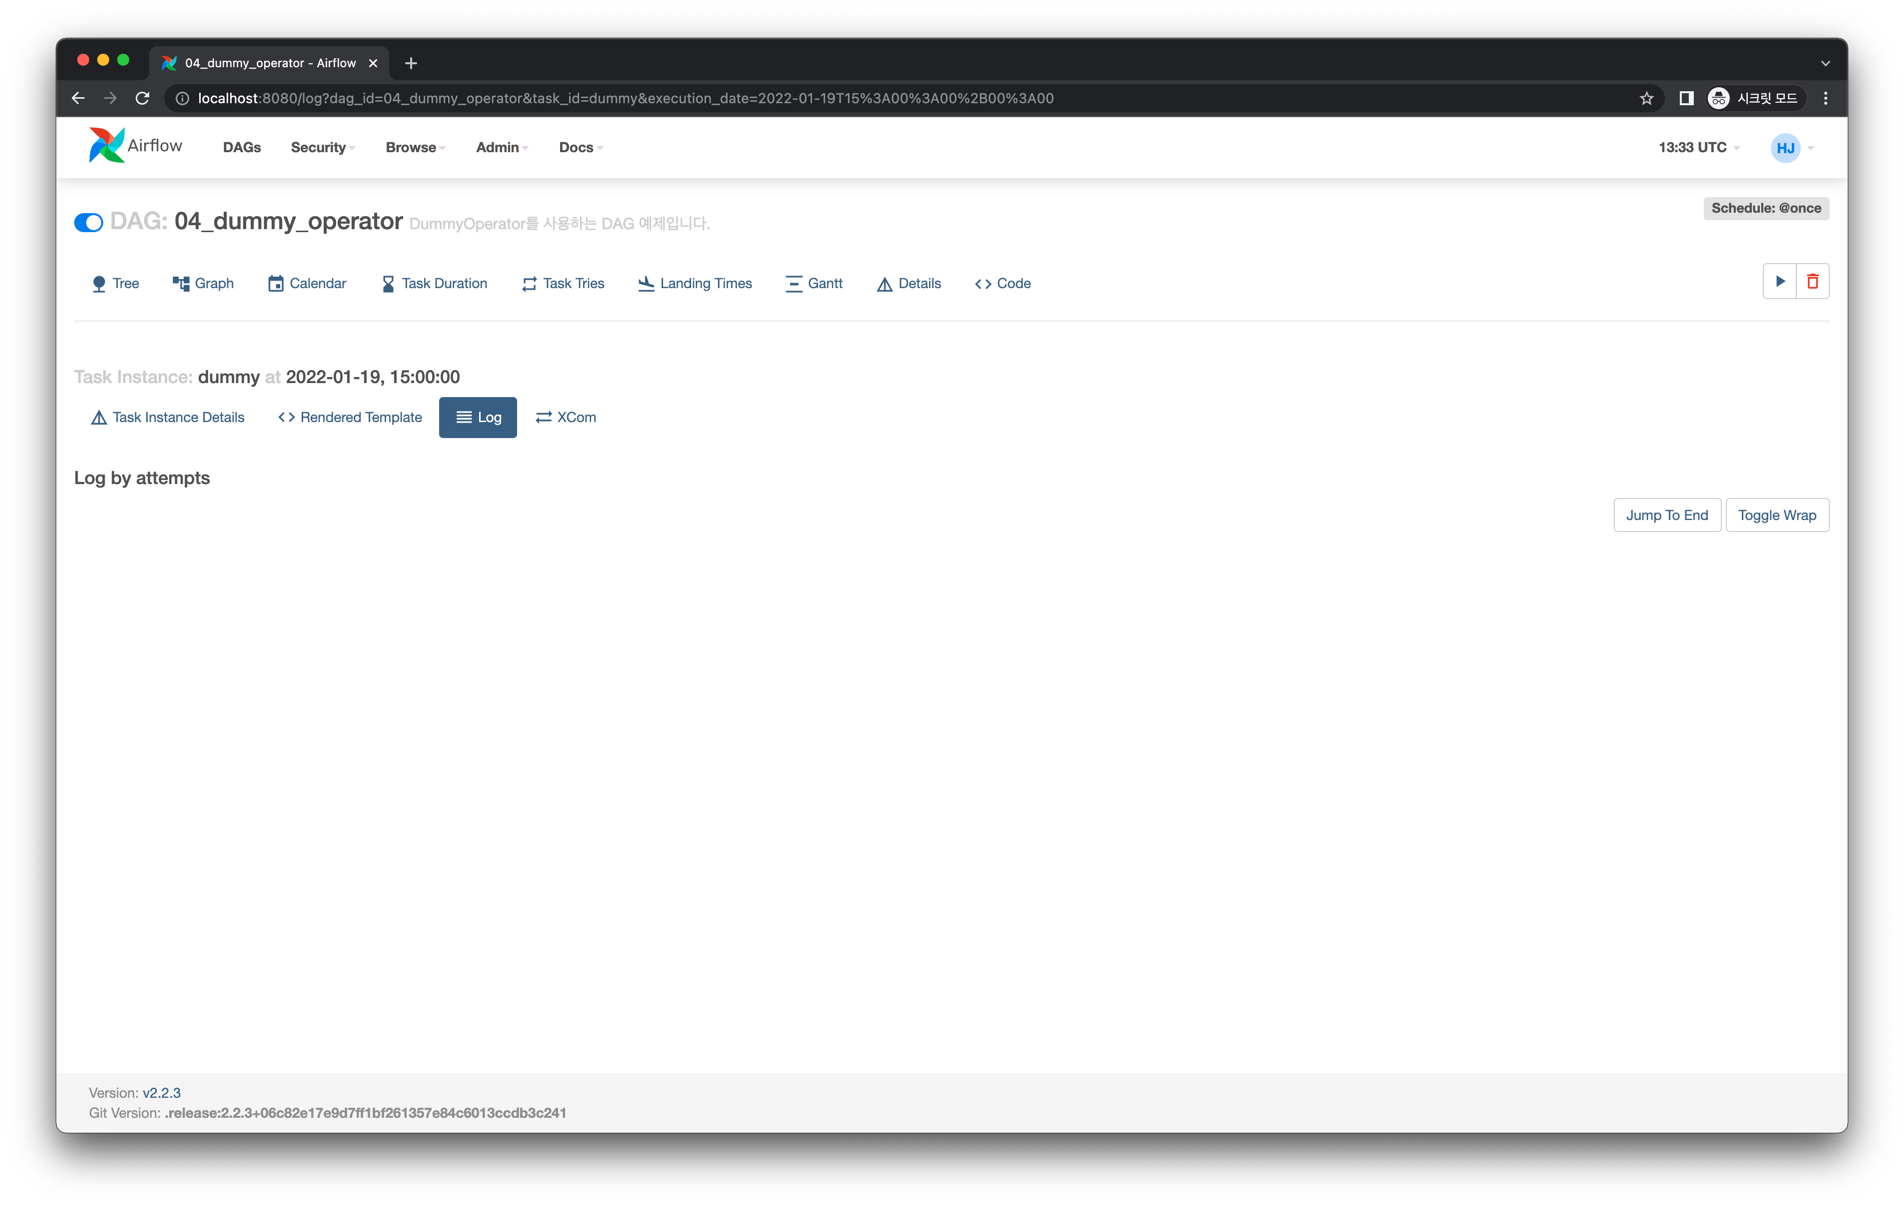 04_dummy_operator - Airflow
localhost:8080/log?dag_id=04_dummy_operator&task_id=dummy&execution_date=2022-01-19T15%3A00%3A00%2B00%3A00
시크릿 모드
Airflow DAGs Security Browse Admin Docs 13:33 UTC HJ
DAG: 04_dummy_operator DummyOperator를 사용하는 DAG 예제입니다. Schedule: @once
Tree Graph Calendar Task Duration Task Tries Landing Times Gantt Details Code
Task Instance: dummy at 2022-01-19, 15:00:00
Task Instance Details Rendered Template Log XCom
Log by attempts
Jump To End Toggle Wrap
Version: v2.2.3
Git Version: .release:2.2.3+06c82e17e9d7ff1bf261357e84c6013ccdb3c241